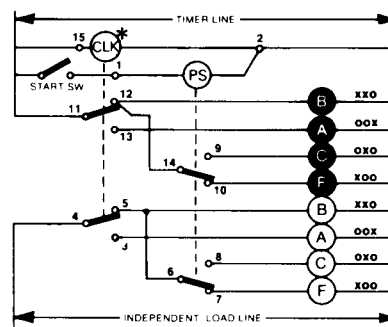 TIMER LINE
15 CLK * 2
1 PS
START SW
12 B XXO
11
13 A OOX
9 C OXO
14
10 F XOO
5 B XXO
4
3 A OOX
8 C OXO
6
7 F XOO
INDEPENDENT LOAD LINE